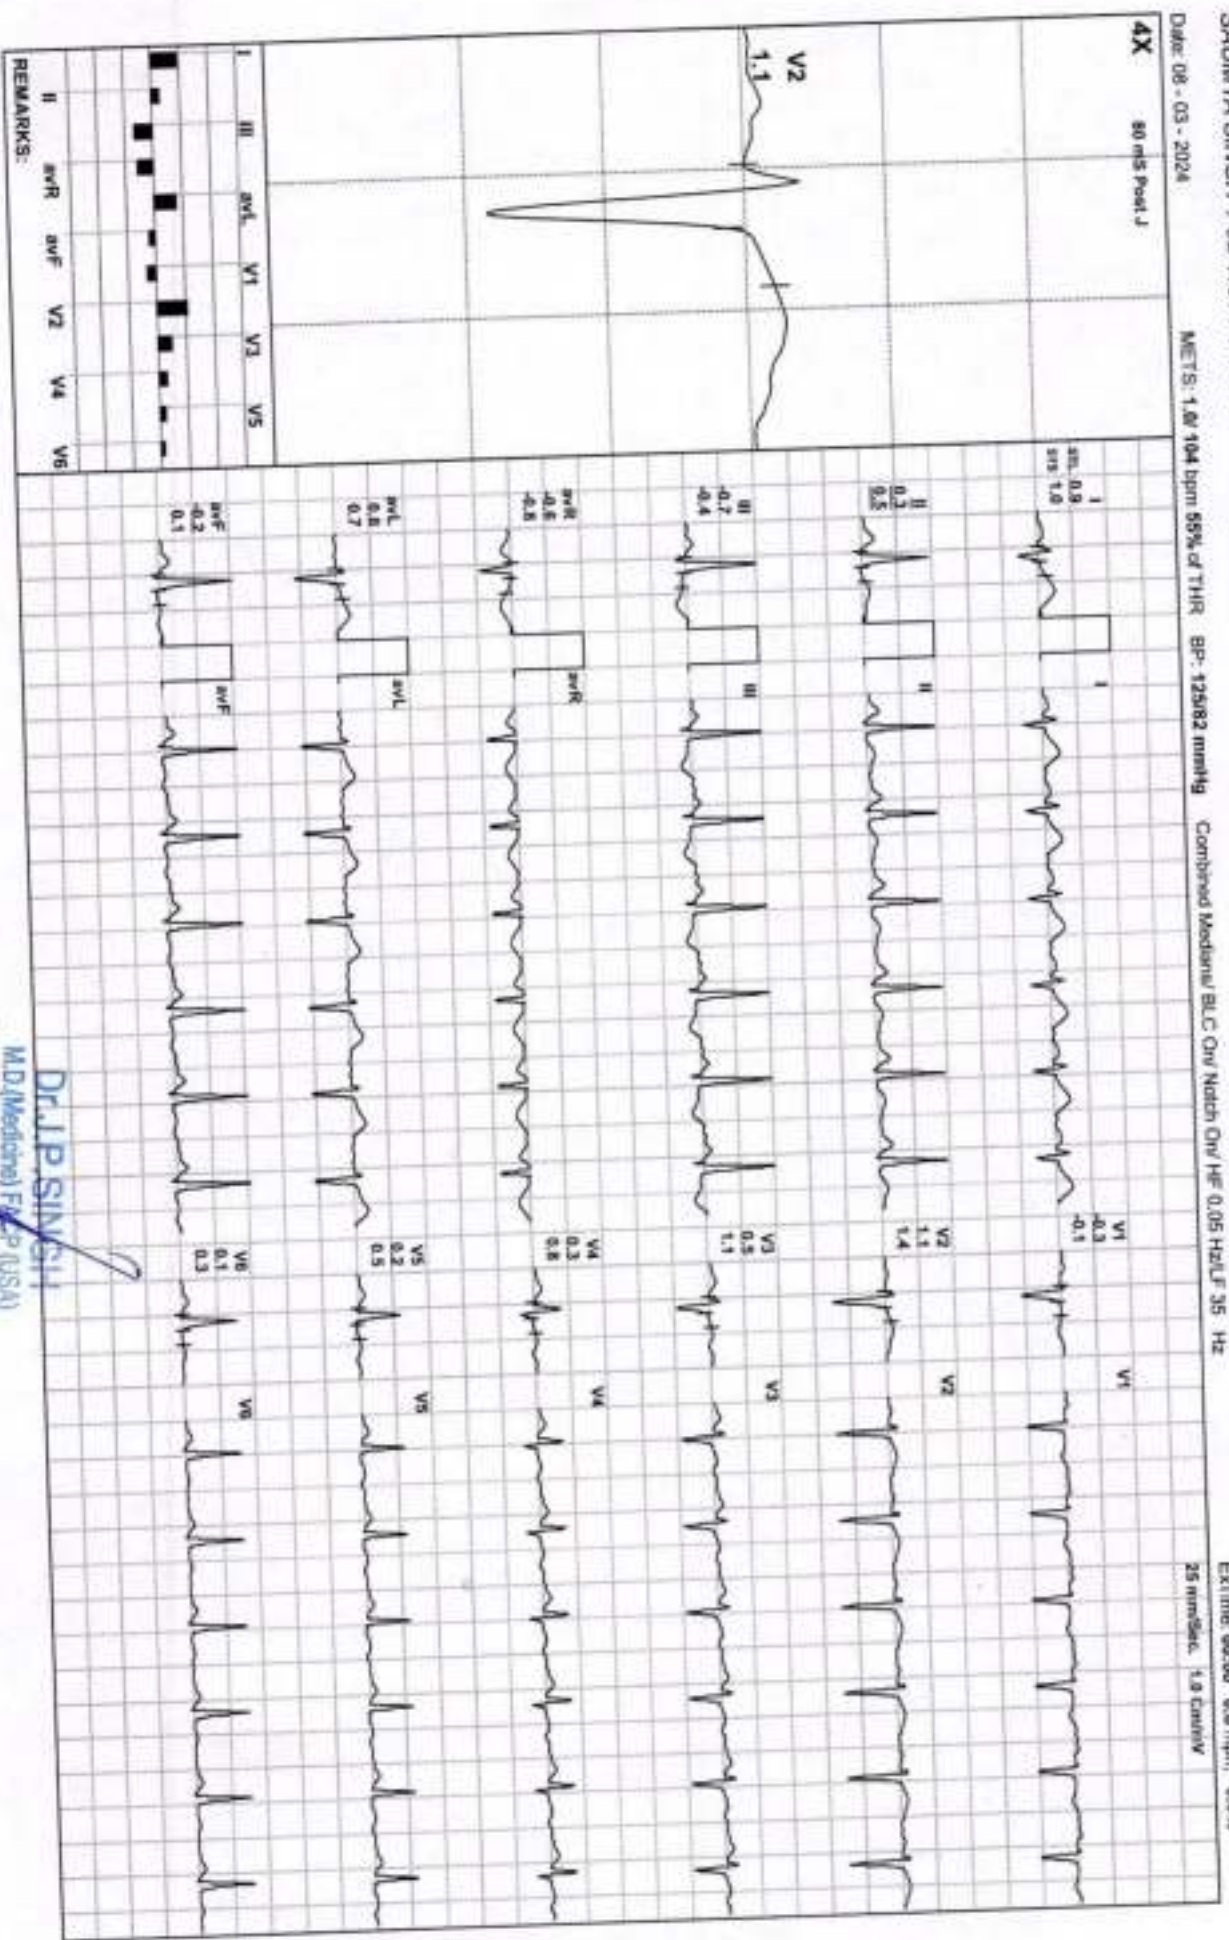 Date: 08 - 03 - 2024
METS: 1.0/ 104 bpm 55% of THR BP: 125/82 mmHg Combined Medians/ BLC On/ Notch On/ HF 0.05 Hz/LF 35 Hz
25 mm/Sec. 1.0 Cm/mV
4X
80 mS Post J
V2
1.1
I
STL 0.9
STS 1.0
I
V1
-0.3
-0.1
V1
II
0.3
0.5
II
V2
1.1
1.4
V2
III
-0.7
-0.4
III
V3
0.5
1.1
V3
avR
-0.6
-0.8
avR
V4
0.3
0.8
V4
avL
0.8
0.7
avL
V5
0.2
0.5
V5
avF
-0.2
0.1
avF
V6
0.1
0.3
V6
I III avL V1 V3 V5
II avR avF V2 V4 V6
REMARKS:
Dr. J.P. SINGH
M.D.(Medicine) (USA)